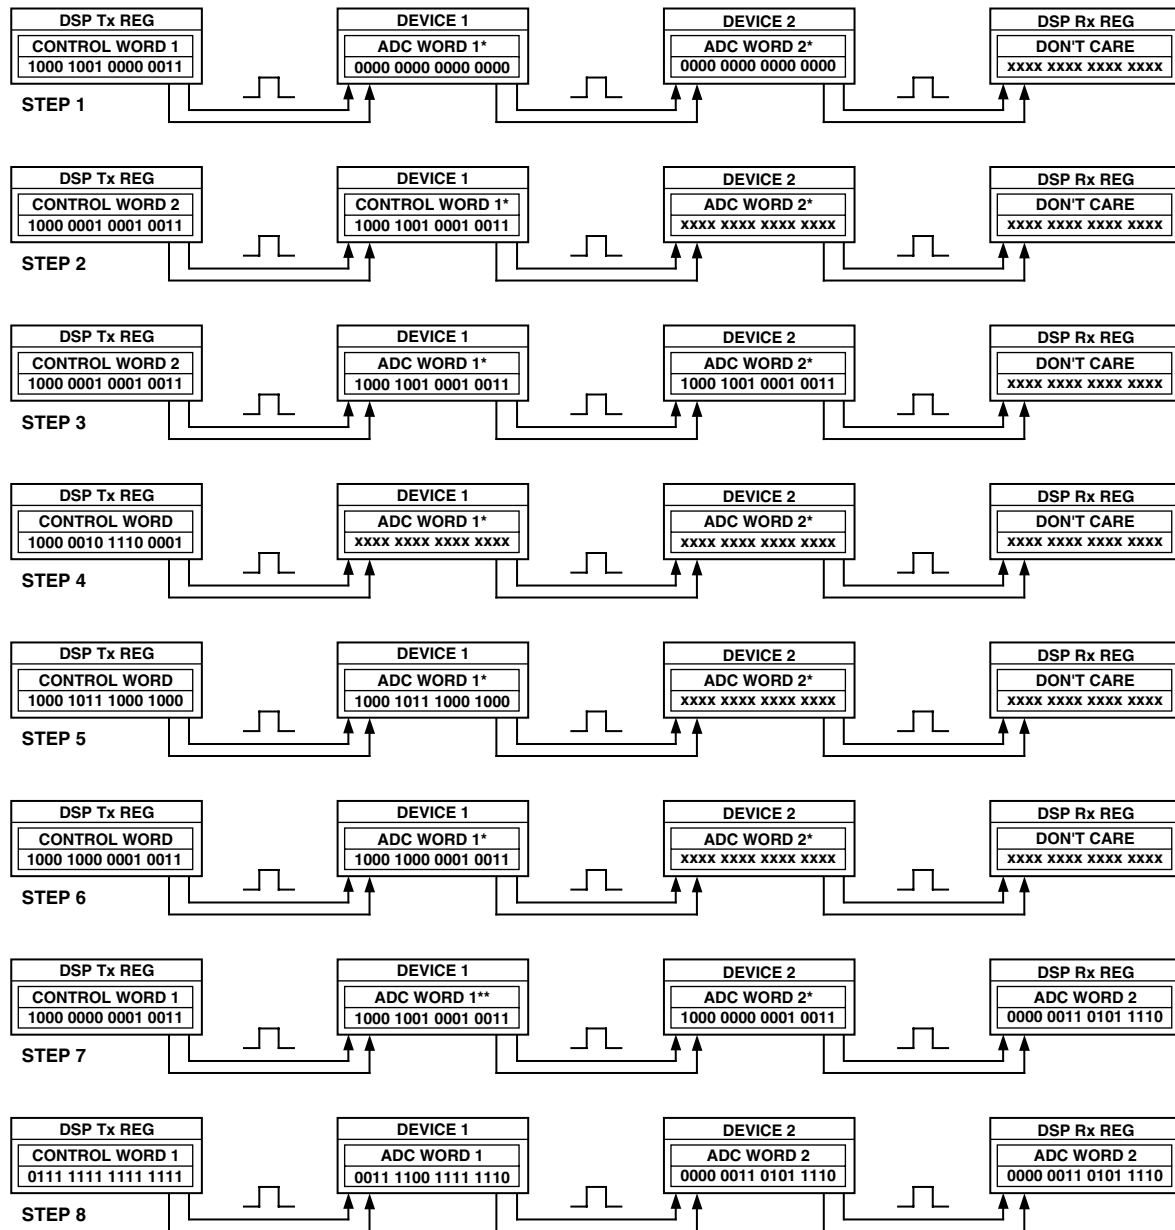 DSP Tx REG
DEVICE 1
DEVICE 2
DSP Rx REG
CONTROL WORD 1
ADC WORD 1*
ADC WORD 2*
DON'T CARE
1000 1001 0000 0011
0000 0000 0000 0000
0000 0000 0000 0000
xxxx xxxx xxxx xxxx
STEP 1
DSP Tx REG
DEVICE 1
DEVICE 2
DSP Rx REG
CONTROL WORD 2
CONTROL WORD 1*
ADC WORD 2*
DON'T CARE
1000 0001 0001 0011
1000 1001 0001 0011
xxxx xxxx xxxx xxxx
xxxx xxxx xxxx xxxx
STEP 2
DSP Tx REG
DEVICE 1
DEVICE 2
DSP Rx REG
CONTROL WORD 2
ADC WORD 1*
ADC WORD 2*
DON'T CARE
1000 0001 0001 0011
1000 1001 0001 0011
1000 1001 0001 0011
xxxx xxxx xxxx xxxx
STEP 3
DSP Tx REG
DEVICE 1
DEVICE 2
DSP Rx REG
CONTROL WORD
ADC WORD 1*
ADC WORD 2*
DON'T CARE
1000 0010 1110 0001
xxxx xxxx xxxx xxxx
xxxx xxxx xxxx xxxx
xxxx xxxx xxxx xxxx
STEP 4
DSP Tx REG
DEVICE 1
DEVICE 2
DSP Rx REG
CONTROL WORD
ADC WORD 1*
ADC WORD 2*
DON'T CARE
1000 1011 1000 1000
1000 1011 1000 1000
xxxx xxxx xxxx xxxx
xxxx xxxx xxxx xxxx
STEP 5
DSP Tx REG
DEVICE 1
DEVICE 2
DSP Rx REG
CONTROL WORD
ADC WORD 1*
ADC WORD 2*
DON'T CARE
1000 1000 0001 0011
1000 1000 0001 0011
xxxx xxxx xxxx xxxx
xxxx xxxx xxxx xxxx
STEP 6
DSP Tx REG
DEVICE 1
DEVICE 2
DSP Rx REG
CONTROL WORD 1
ADC WORD 1**
ADC WORD 2*
ADC WORD 2
1000 0000 0001 0011
1000 1001 0001 0011
1000 0000 0001 0011
0000 0011 0101 1110
STEP 7
DSP Tx REG
DEVICE 1
DEVICE 2
DSP Rx REG
CONTROL WORD 1
ADC WORD 1
ADC WORD 2
ADC WORD 2
0111 1111 1111 1111
0011 1100 1111 1110
0000 0011 0101 1110
0000 0011 0101 1110
STEP 8